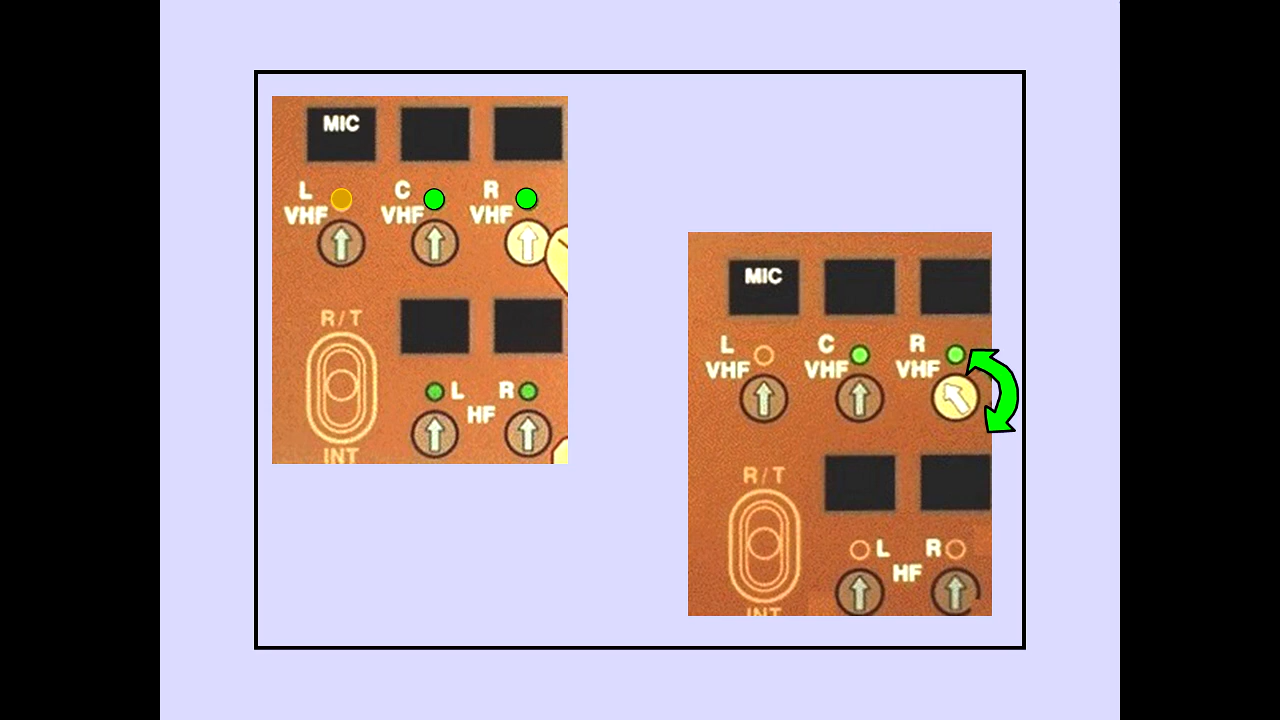 MIC
L C R
VHF VHF VHF
R/T
L R
HF
INT
MIC
L C R
VHF VHF VHF
R/T
L R
HF
INT